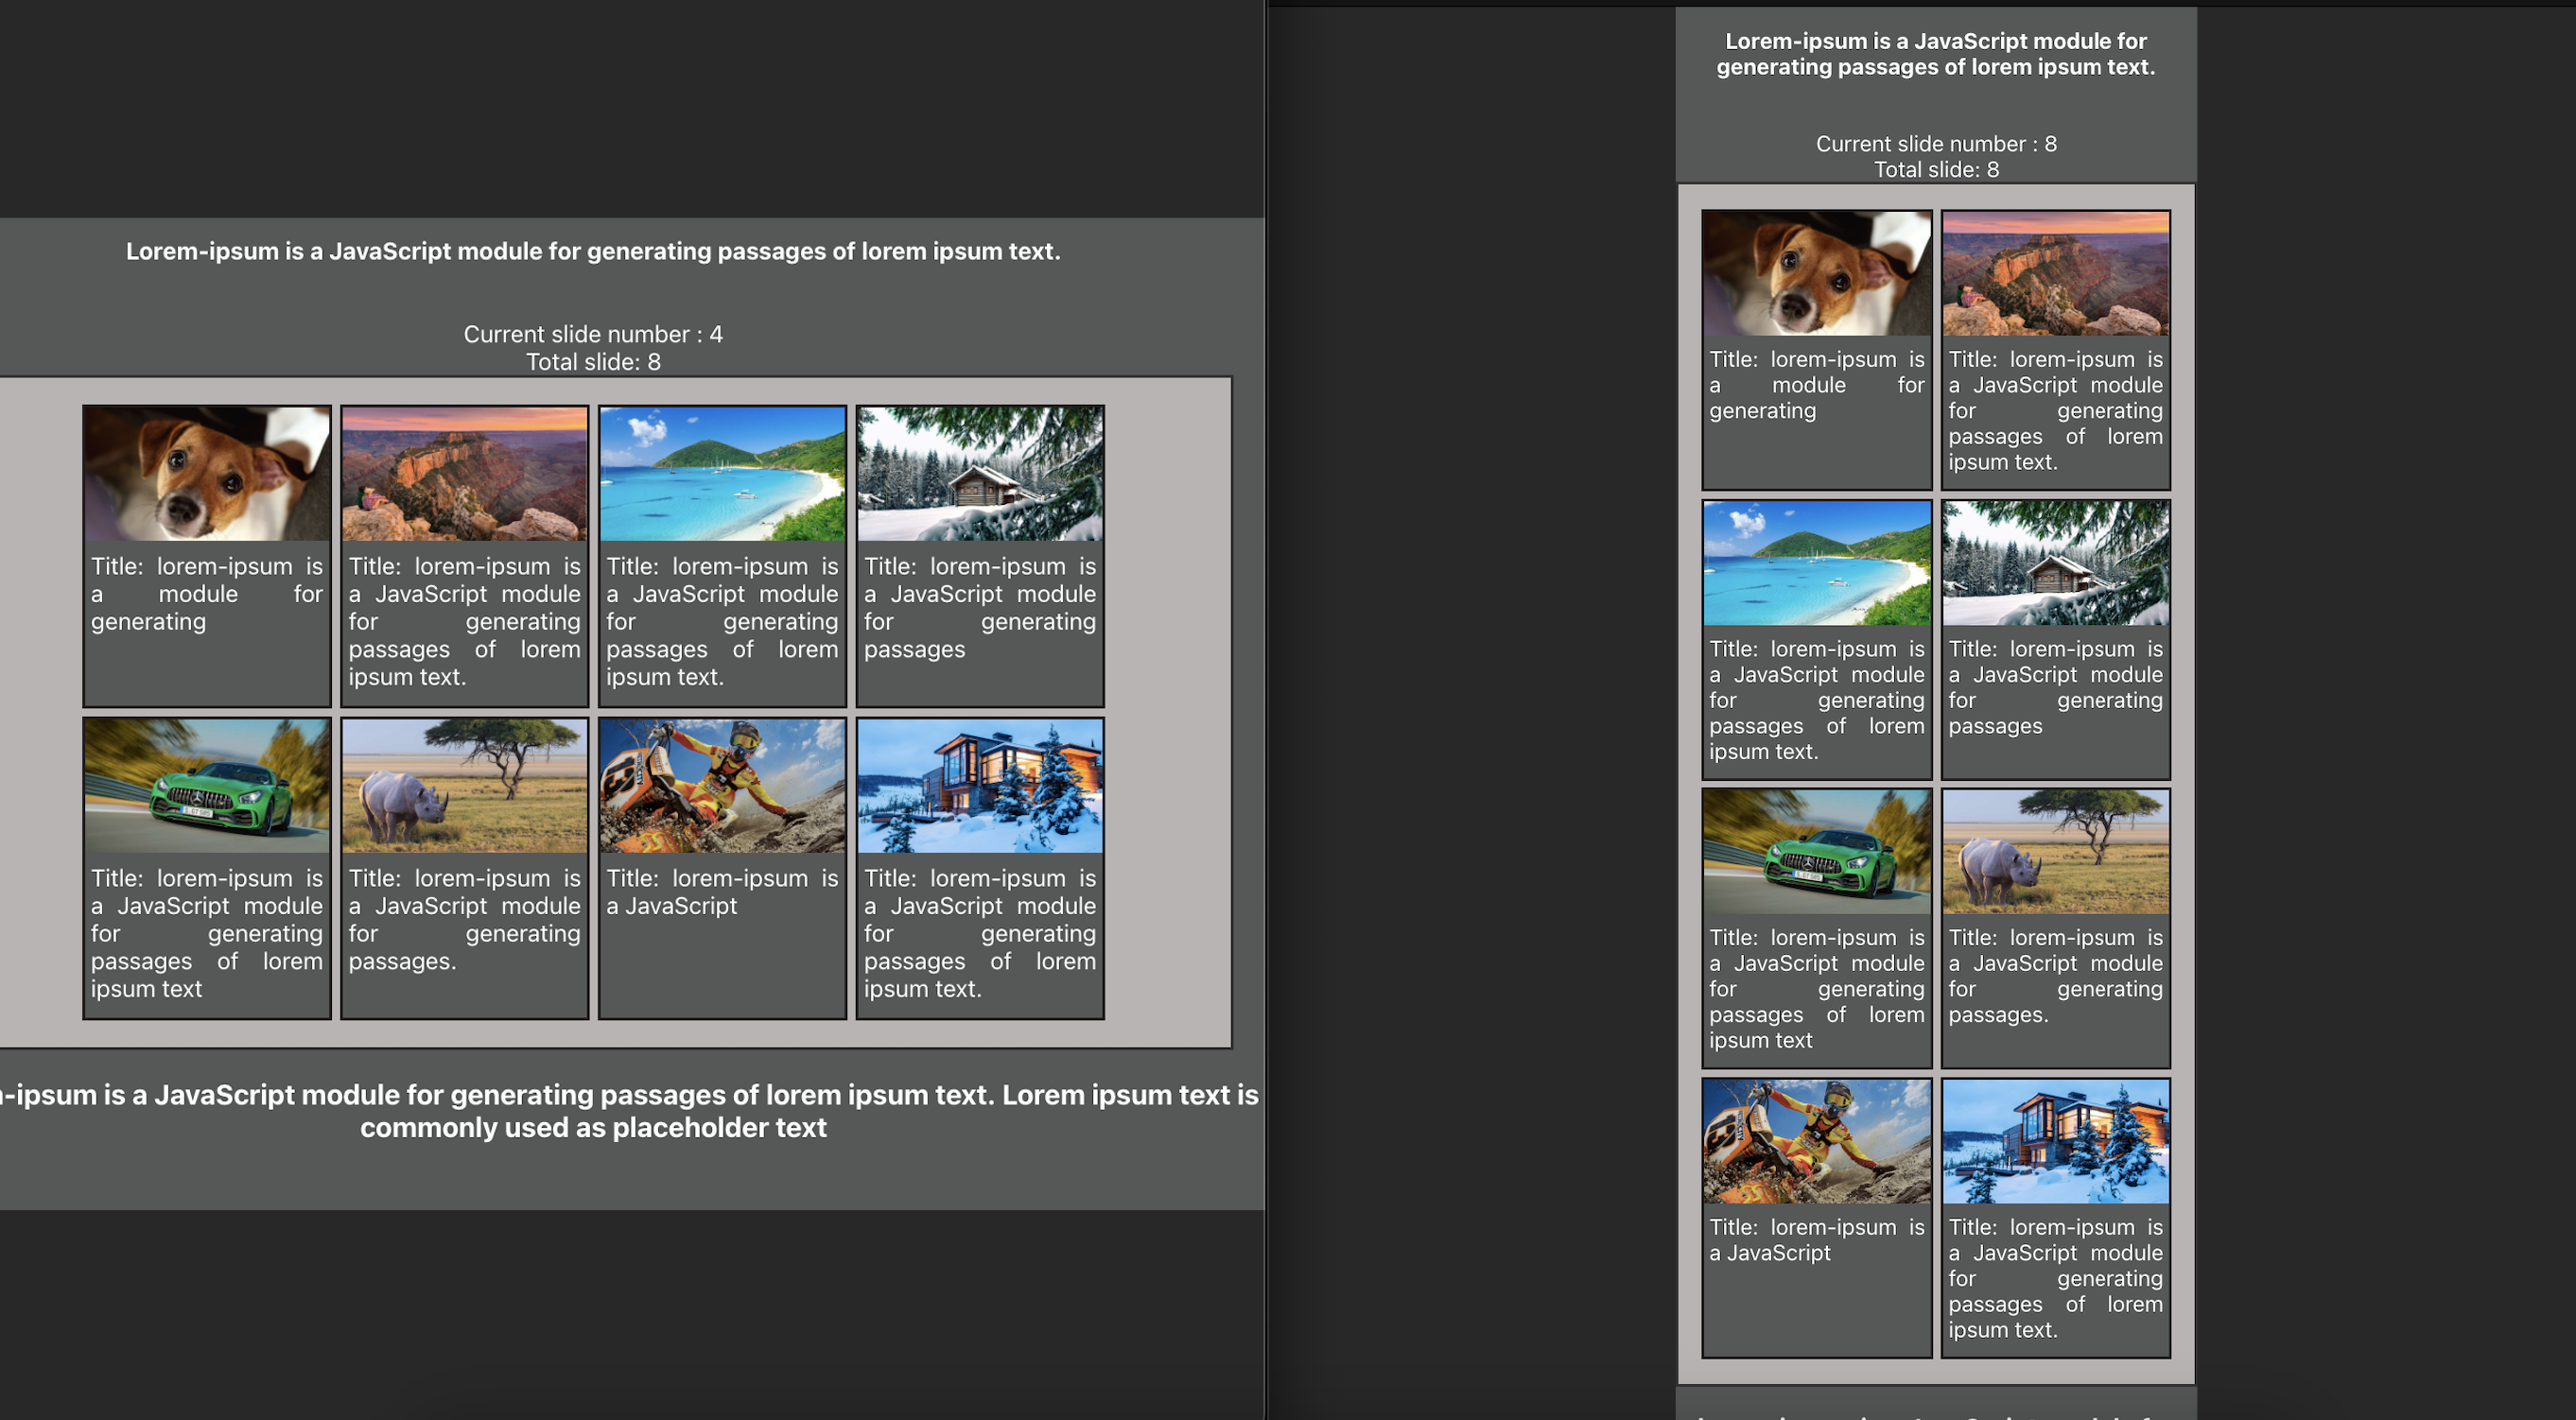 Lorem-ipsum is a JavaScript module for generating passages of lorem ipsum text.
Current slide number : 4
Total slide: 8
Title: lorem-ipsum is
a module for
generating
Title: lorem-ipsum is
a JavaScript module
for generating
passages of lorem
ipsum text.
Title: lorem-ipsum is
a JavaScript module
for generating
passages of lorem
ipsum text.
Title: lorem-ipsum is
a JavaScript module
for generating
passages
Title: lorem-ipsum is
a JavaScript module
for generating
passages of lorem
ipsum text
Title: lorem-ipsum is
a JavaScript module
for generating
passages.
Title: lorem-ipsum is
a JavaScript
Title: lorem-ipsum is
a JavaScript module
for generating
passages of lorem
ipsum text.
-ipsum is a JavaScript module for generating passages of lorem ipsum text. Lorem ipsum text is
commonly used as placeholder text
Lorem-ipsum is a JavaScript module for
generating passages of lorem ipsum text.
Current slide number : 8
Total slide: 8
Title: lorem-ipsum is
a module for
generating
Title: lorem-ipsum is
a JavaScript module
for generating
passages of lorem
ipsum text.
Title: lorem-ipsum is
a JavaScript module
for generating
passages of lorem
ipsum text.
Title: lorem-ipsum is
a JavaScript module
for generating
passages
Title: lorem-ipsum is
a JavaScript module
for generating
passages of lorem
ipsum text
Title: lorem-ipsum is
a JavaScript module
for generating
passages.
Title: lorem-ipsum is
a JavaScript
Title: lorem-ipsum is
a JavaScript module
for generating
passages of lorem
ipsum text.